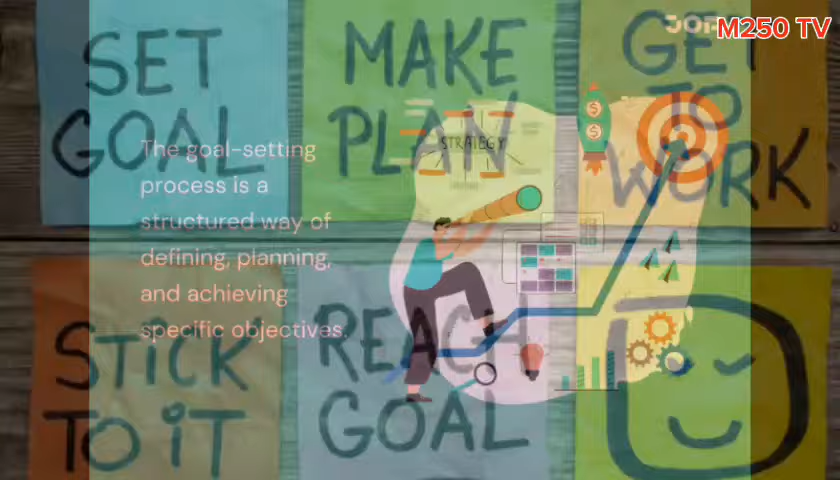 M250 TV
SET
GOAL
MAKE
PLAN
GET
TO
WORK
STRATEGY
The goal-setting
process is a
structured way of
defining, planning,
and achieving
specific objectives.
STICK
TO iT
REACH
GOAL